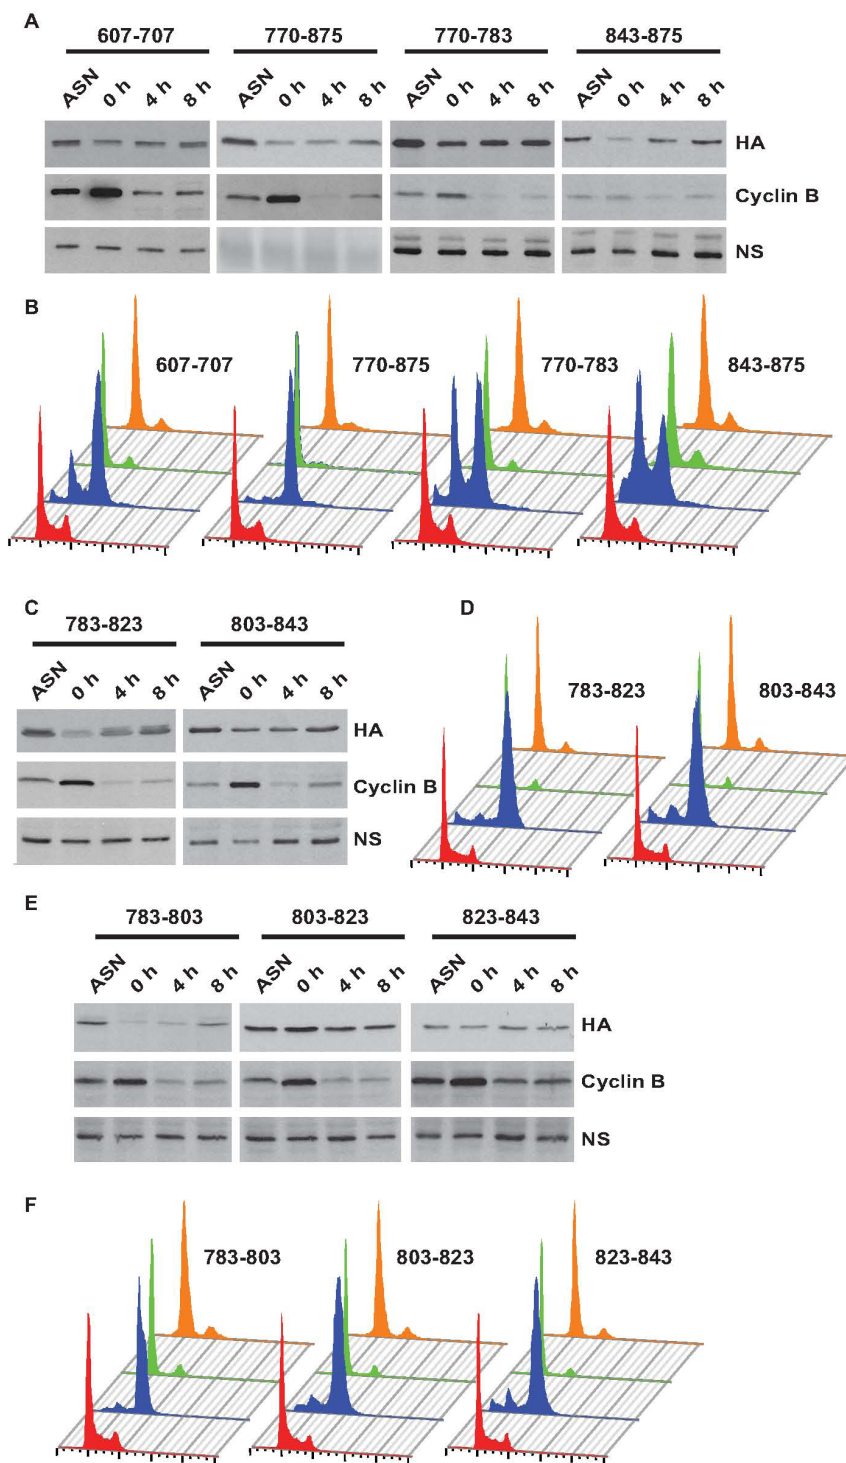 A
607-707 770-875 770-783 843-875
ASN 0 h 4 h 8 h ASN 0 h 4 h 8 h ASN 0 h 4 h 8 h ASN 0 h 4 h 8 h
HA
Cyclin B
NS
B
607-707 770-875 770-783 843-875
C
783-823 803-843
ASN 0 h 4 h 8 h ASN 0 h 4 h 8 h
HA
Cyclin B
NS
D
783-823 803-843
E
783-803 803-823 823-843
ASN 0 h 4 h 8 h ASN 0 h 4 h 8 h ASN 0 h 4 h 8 h
HA
Cyclin B
NS
F
783-803 803-823 823-843